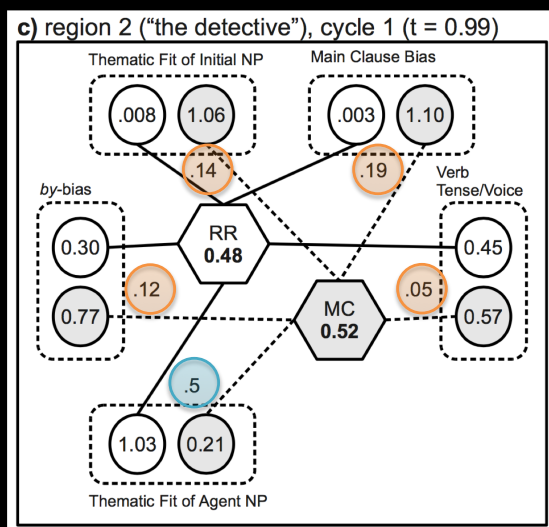 c) region 2 (“the detective”), cycle 1 (t = 0.99)
Thematic Fit of Initial NP
Main Clause Bias
.008
1.06
.003
1.10
.14
.19
by-bias
Verb
Tense/Voice
RR
0.48
0.30
0.45
.12
.05
0.77
MC
0.52
0.57
.5
1.03
0.21
Thematic Fit of Agent NP